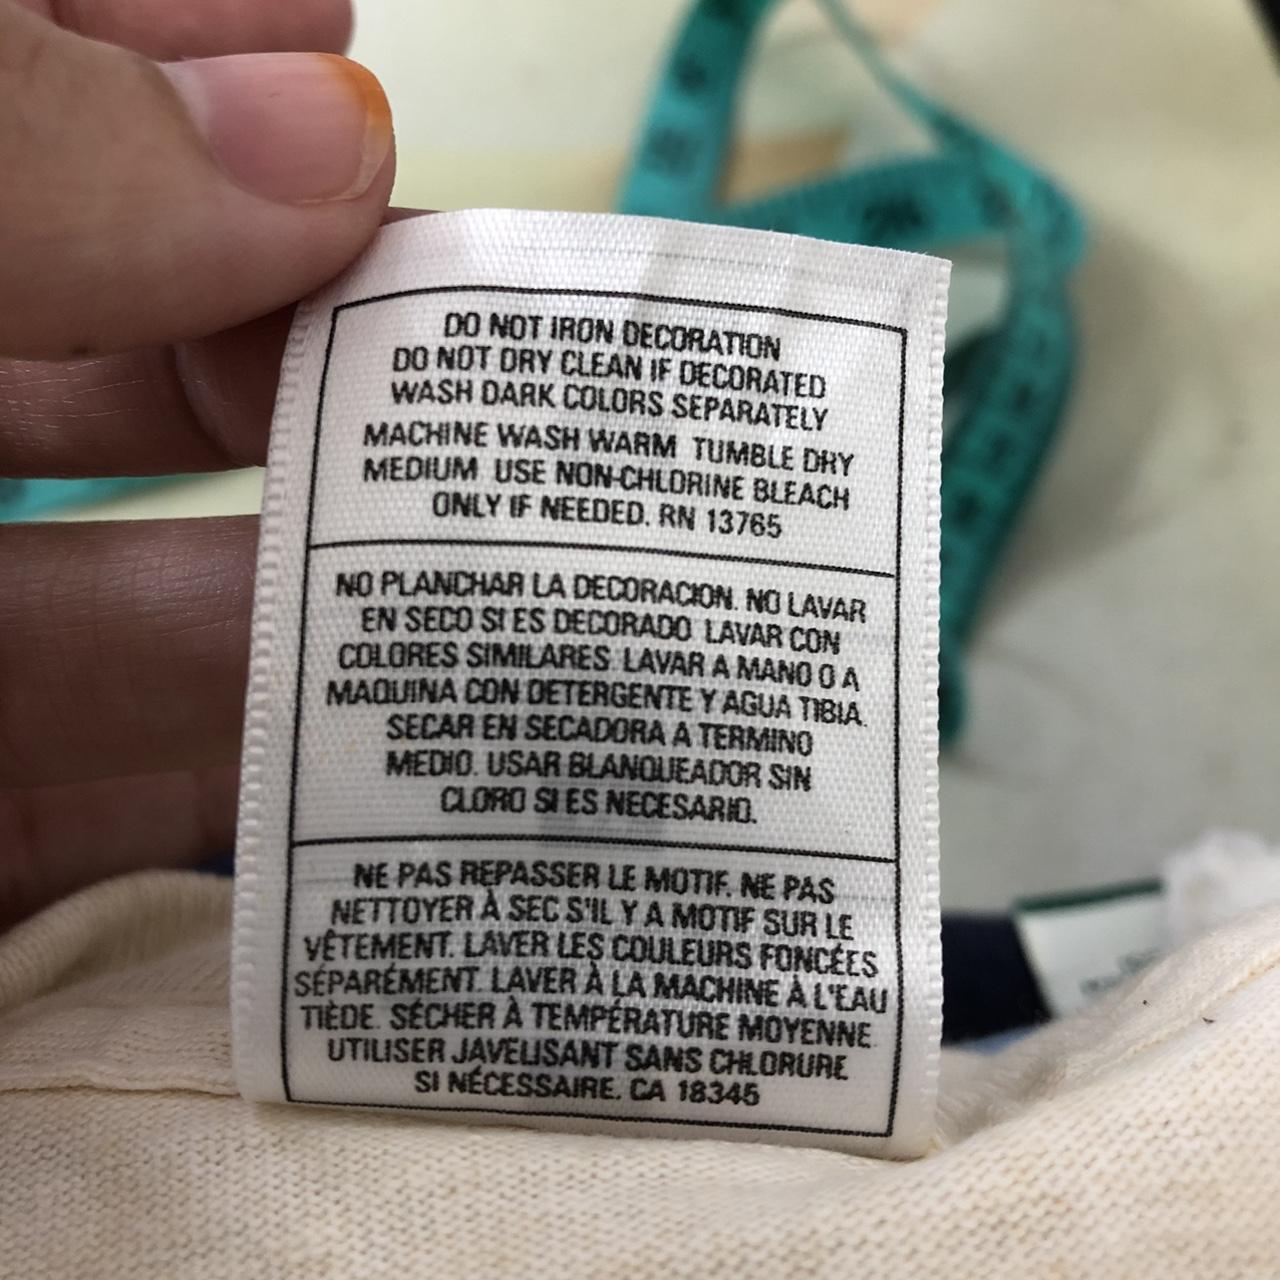 DO NOT IRON DECORATION
DO NOT DRY CLEAN IF DECORATED
WASH DARK COLORS SEPARATELY
MACHINE WASH WARM TUMBLE DRY
MEDIUM USE NON-CHLORINE BLEACH
ONLY IF NEEDED. RN 13765
NO PLANCHAR LA DECORACION. NO LAVAR
EN SECO SI ES DECORADO LAVAR CON
COLORES SIMILARES. LAVAR A MANO O A
MAQUINA CON DETERGENTE Y AGUA TIBIA.
SECAR EN SECADORA A TERMINO
MEDIO. USAR BLANQUEADOR SIN
CLORO SI ES NECESARIO.
NE PAS REPASSER LE MOTIF. NE PAS
NETTOYER À SEC S'IL Y A MOTIF SUR LE
VÊTEMENT. LAVER LES COULEURS FONCÉES
SÉPARÉMENT. LAVER À LA MACHINE À L'EAU
TIÈDE. SÉCHER À TEMPÉRATURE MOYENNE.
UTILISER JAVELISANT SANS CHLORURE
SI NÉCESSAIRE. CA 18345